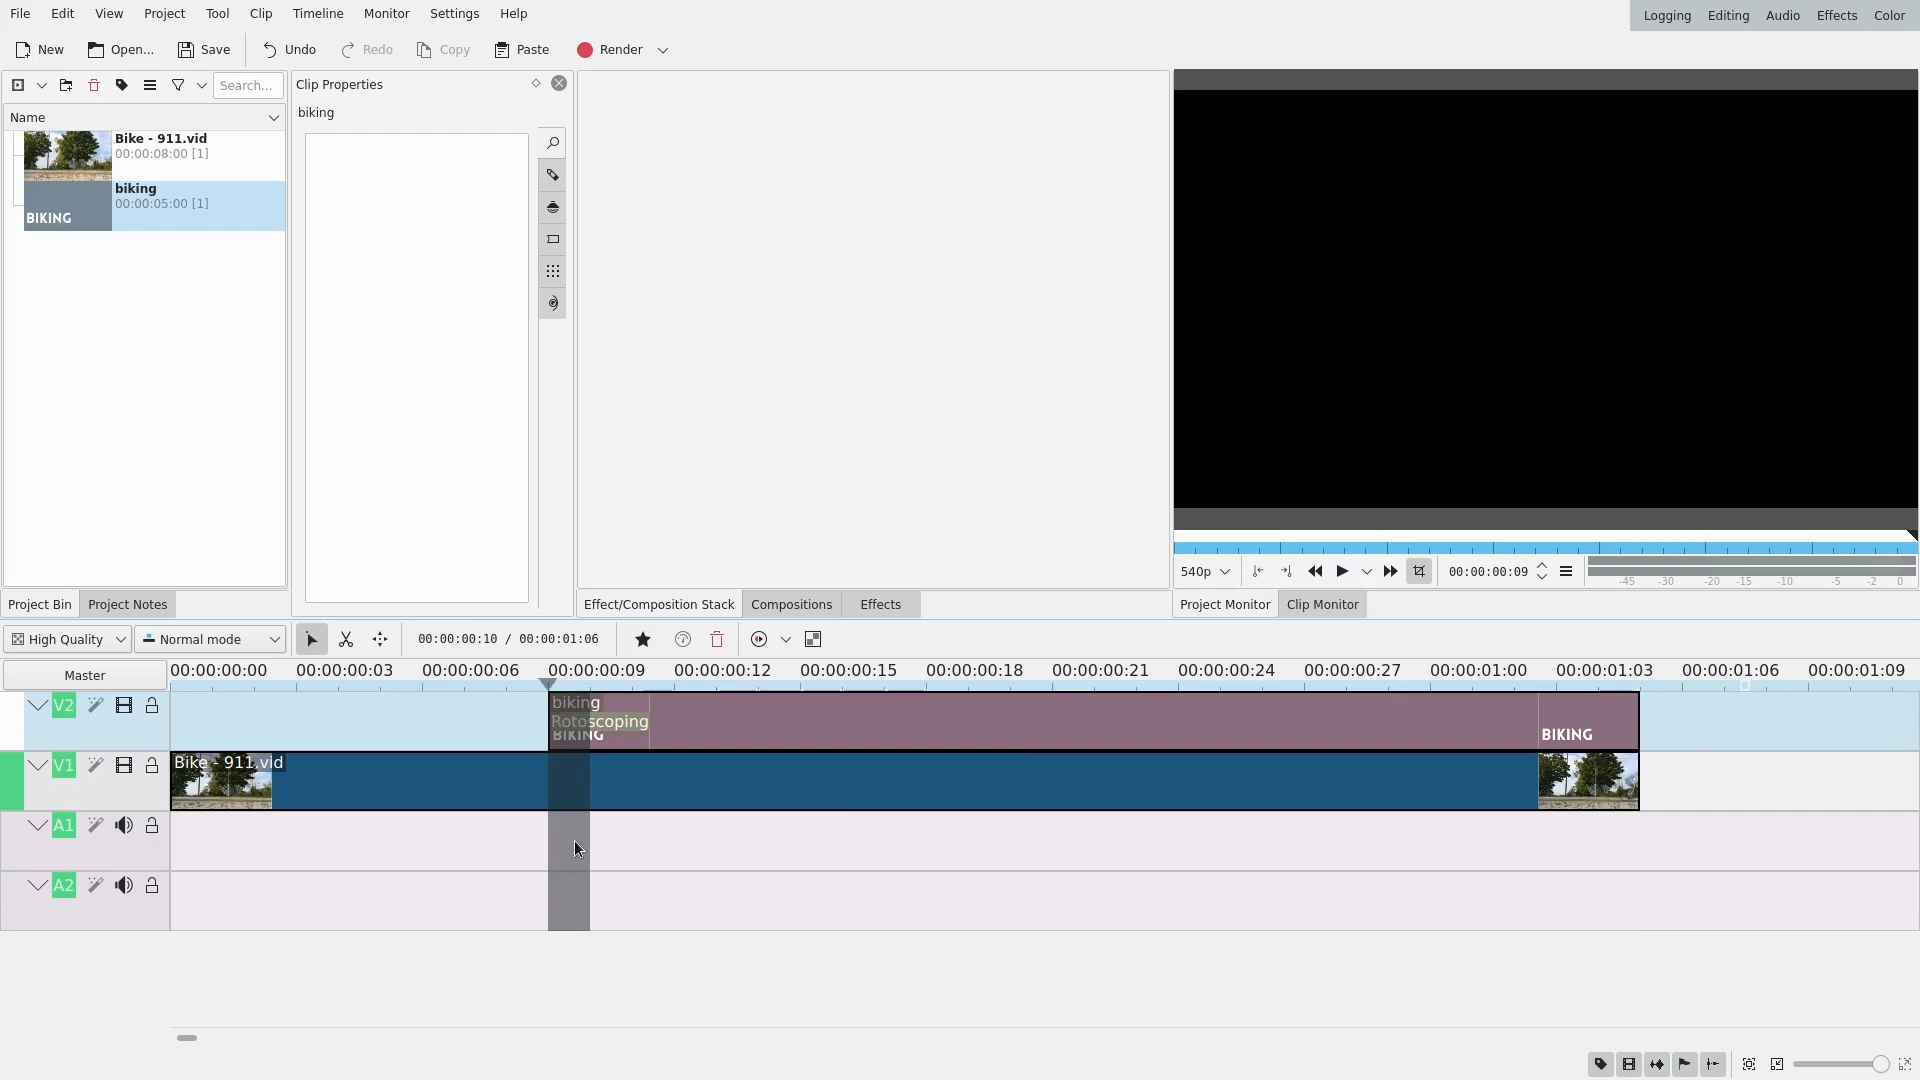 File Edit View Project Tool Clip Timeline Monitor Settings Help
Logging Editing Audio Effects Color
New Open... Save Undo Redo Copy Paste Render
Search...
Clip Properties
biking
Name
Bike - 911.vid
00:00:08:00 [1]
biking
00:00:05:00 [1]
BIKING
540p
00:00:00:09
-45 -30 -20 -15 -10 -5 -2 0
Project Bin Project Notes
Effect/Composition Stack Compositions Effects
Project Monitor Clip Monitor
High Quality Normal mode 00:00:00:10 / 00:00:01:06
Master
00:00:00:00 00:00:00:03 00:00:00:06 00:00:00:09 00:00:00:12 00:00:00:15 00:00:00:18 00:00:00:21 00:00:00:24 00:00:00:27 00:00:01:00 00:00:01:03 00:00:01:06 00:00:01:09
V2
biking
Rotoscoping
BIKING
BIKING
V1
Bike - 911.vid
A1
A2